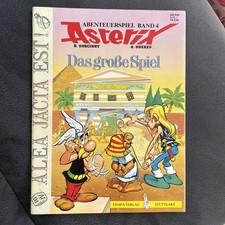 ABENTEUERSPIEL BAND 4
Asterix
R. GOSCINNY
A. UDERZO
Das große Spiel
ALEA JACTA EST!
EHAPA VERLAG
STUTTGART